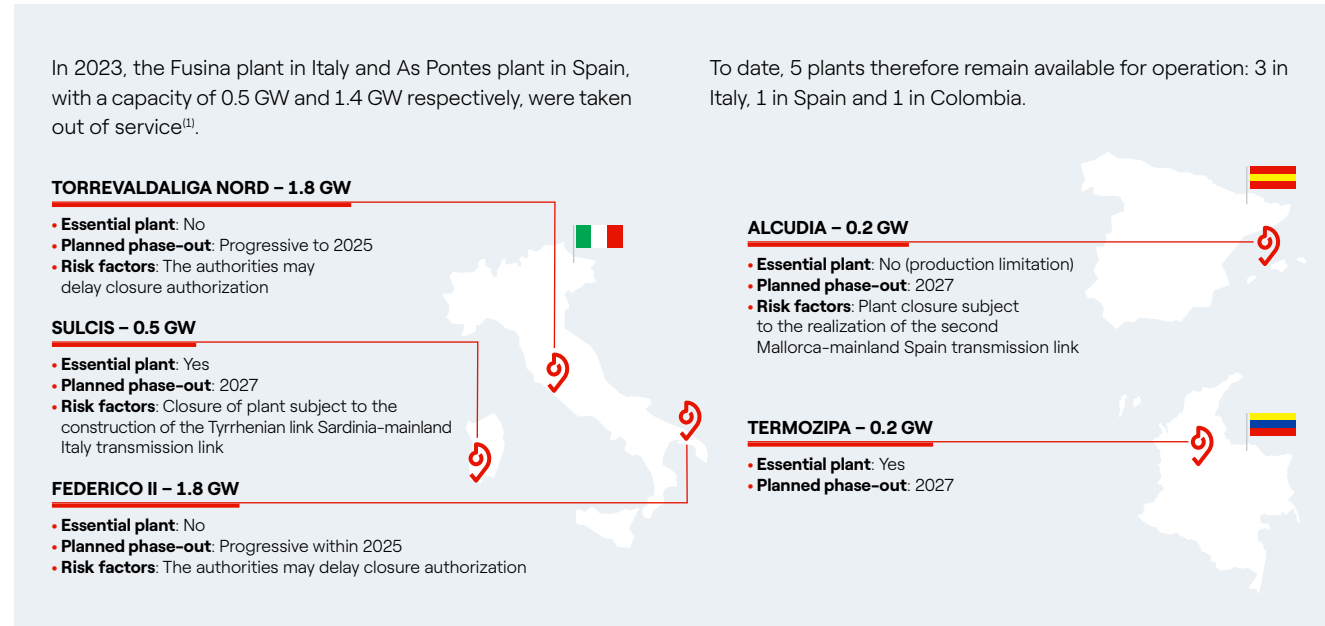 In 2023, the Fusina plant in Italy and As Pontes plant in Spain,
with a capacity of 0.5 GW and 1.4 GW respectively, were taken
out of service(1).
To date, 5 plants therefore remain available for operation: 3 in
Italy, 1 in Spain and 1 in Colombia.
TORREVALDALIGA NORD – 1.8 GW
• Essential plant: No
• Planned phase-out: Progressive to 2025
• Risk factors: The authorities may
delay closure authorization
SULCIS – 0.5 GW
• Essential plant: Yes
• Planned phase-out: 2027
• Risk factors: Closure of plant subject to the
construction of the Tyrrhenian link Sardinia-mainland
Italy transmission link
FEDERICO II – 1.8 GW
• Essential plant: No
• Planned phase-out: Progressive within 2025
• Risk factors: The authorities may delay closure authorization
ALCUDIA – 0.2 GW
• Essential plant: No (production limitation)
• Planned phase-out: 2027
• Risk factors: Plant closure subject
to the realization of the second
Mallorca-mainland Spain transmission link
TERMOZIPA – 0.2 GW
• Essential plant: Yes
• Planned phase-out: 2027